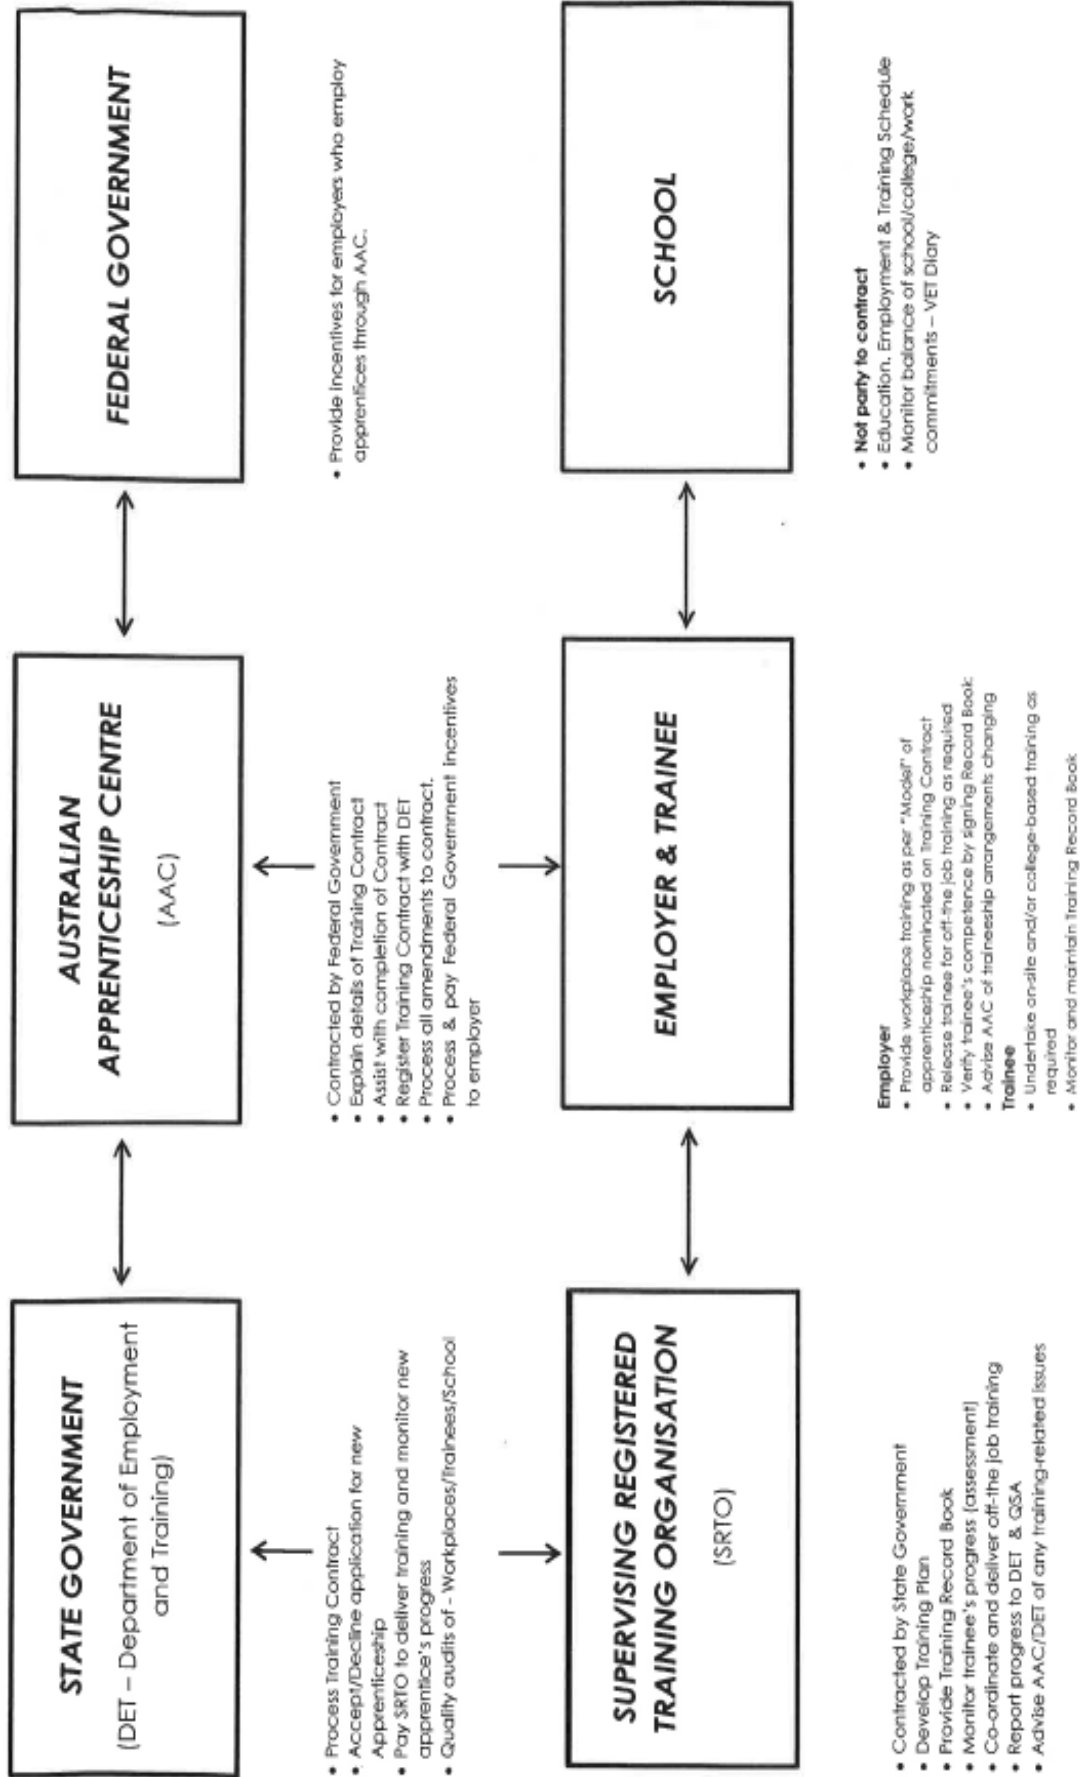 STATE GOVERNMENT
(DET – Department of Employment
and Training)
AUSTRALIAN
APPRENTICESHIP CENTRE
(AAC)
FEDERAL GOVERNMENT
• Process Training Contract
• Accept/Decline application for new
Apprenticeship
• Pay SRTO to deliver training and monitor new
apprentice's progress
• Quality audits of - Workplaces/Trainees/School
• Contracted by Federal Government
• Explain details of Training Contract
• Assist with completion of Contract
• Register Training Contract with DET
• Process all amendments to contract.
• Process & pay Federal Government incentives
to employer
• Provide incentives for employers who employ
apprentices through AAC.
SUPERVISING REGISTERED
TRAINING ORGANISATION
(SRTO)
EMPLOYER & TRAINEE
SCHOOL
• Contracted by State Government
• Develop Training Plan
• Provide Training Record Book
• Monitor trainee's progress (assessment)
• Co-ordinate and deliver off-the job training
• Report progress to DET & QSA
• Advise AAC/DET of any training-related issues
Employer
• Provide workplace training as per "Model" of
apprenticeship nominated on Training Contract
• Release trainee for off-the job training as required
• Verify trainee's competence by signing Record Book
• Advise AAC of traineeship arrangements changing
Trainee
• Undertake on-site and/or college-based training as
required
• Monitor and maintain Training Record Book
• Not party to contract
• Education, Employment & Training Schedule
• Monitor balance of school/college/work
commitments – VET Diary